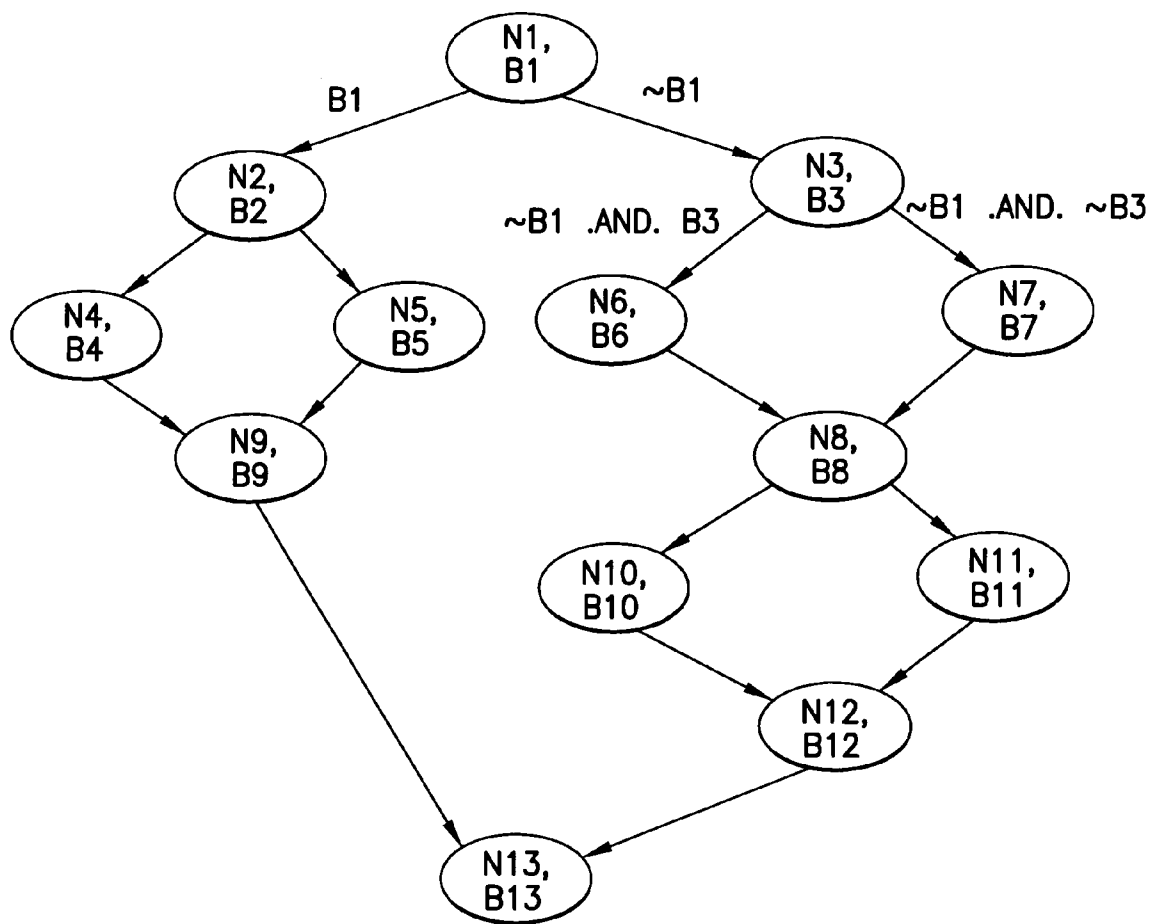 N1,
B1
B1
~B1
N2,
B2
N3,
B3
~B1 .AND. B3
~B1 .AND. ~B3
N4,
B4
N5,
B5
N6,
B6
N7,
B7
N9,
B9
N8,
B8
N10,
B10
N11,
B11
N12,
B12
N13,
B13